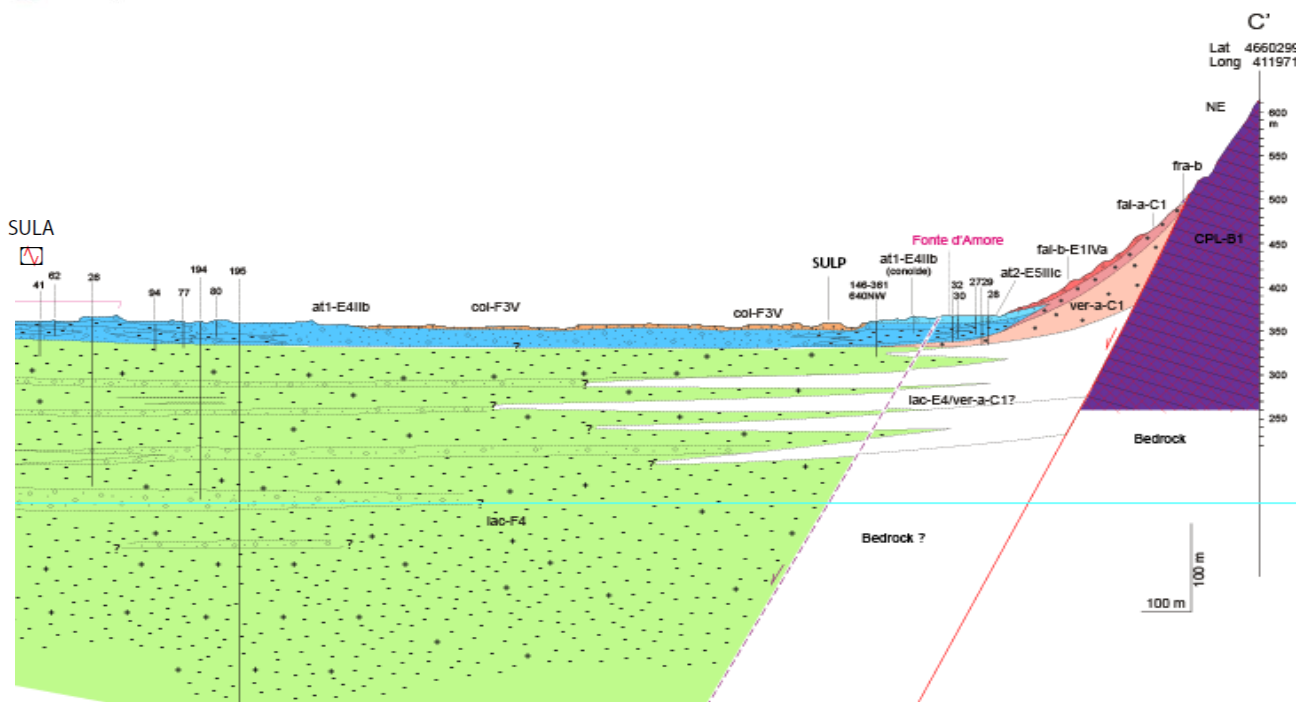 C'
Lat 4660299
Long 411971
NE
600
m
550
500
450
400
350
300
250
fra-b
fal-a-C1
CPL-B1
fal-b-E1IVa
ver-a-C1
at2-E5IIIc
Fonte d'Amore
at1-E4IIb
(conoide)
SULP
146-361
640NW
32
30
2729
28
SULA
41
62
26
94
77
194
80
195
at1-E4IIb
col-F3V
col-F3V
?
?
?
?
?
?
?
?
lac-E4/ver-a-C1?
lac-F4
Bedrock
Bedrock ?
100 m
100 m